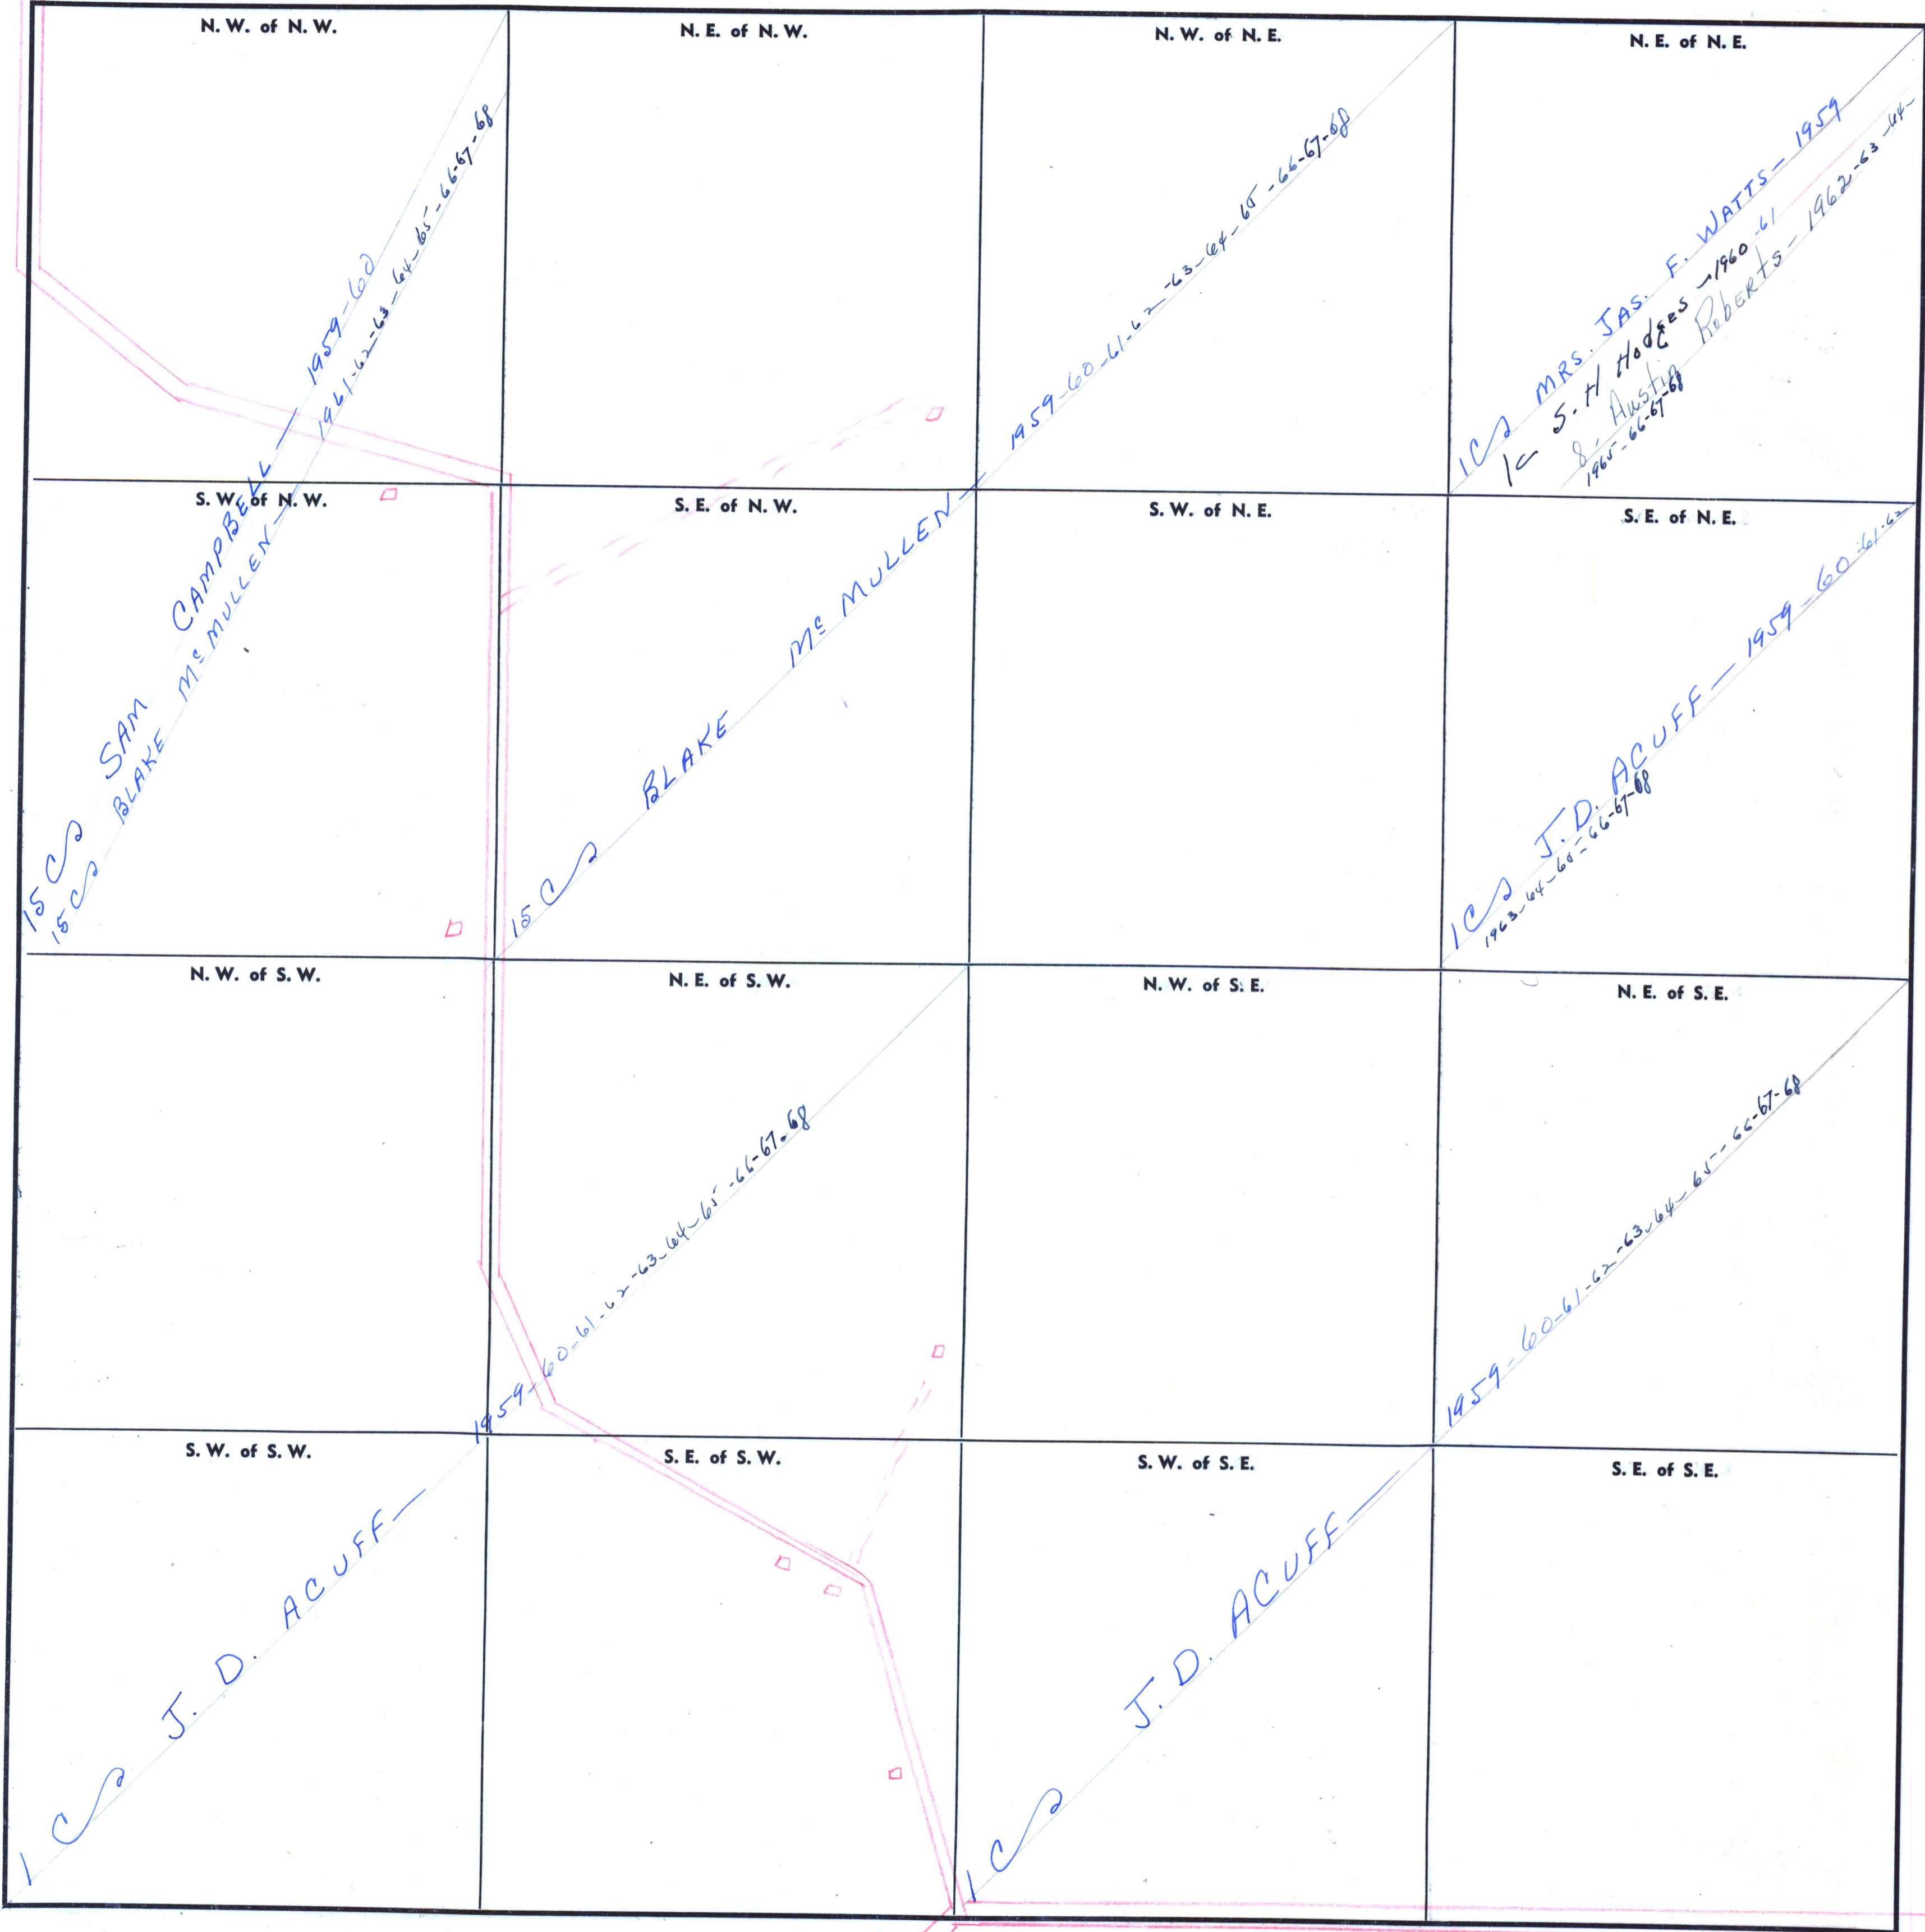 N. W. of N. W.
N. E. of N. W.
N. W. of N. E.
N. E. of N. E.
15 C SAM CAMPBELL — 1959-60
15 C BLAKE Mc MULLEN — 1961-62-63-64-65-66-67-68
15 C BLAKE Mc MULLEN — 1959-60-61-62-63-64-65-66-67-68
1 C MRS. JAS. F. WATTS - 1959
1 C S. H Hodges - 1960-61
Austin Roberts - 1962-63-64-
1965-66-67-68
S. W. of N. W.
S. E. of N. W.
S. W. of N. E.
S. E. of N. E.
1 C J. D. ACUFF — 1959-60-61-62
1963-64-65-66-67-68
N. W. of S. W.
N. E. of S. W.
N. W. of S. E.
N. E. of S. E.
S. W. of S. W.
S. E. of S. W.
S. W. of S. E.
S. E. of S. E.
1 C J. D. ACUFF — 1959-60-61-62-63-64-65-66-67-68
1 C J. D. ACUFF — 1959-60-61-62-63-64-65-66-67-68